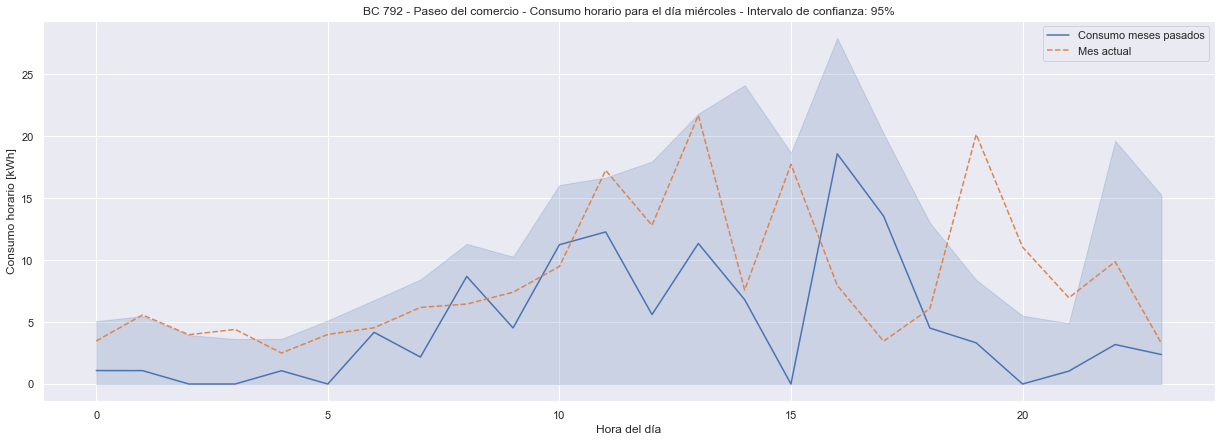 BC 792 - Paseo del comercio - Consumo horario para el día miércoles - Intervalo de confianza: 95%
Consumo meses pasados
Mes actual
Consumo horario [kWh]
25
20
15
10
5
0
0 5 10 15 20
Hora del día